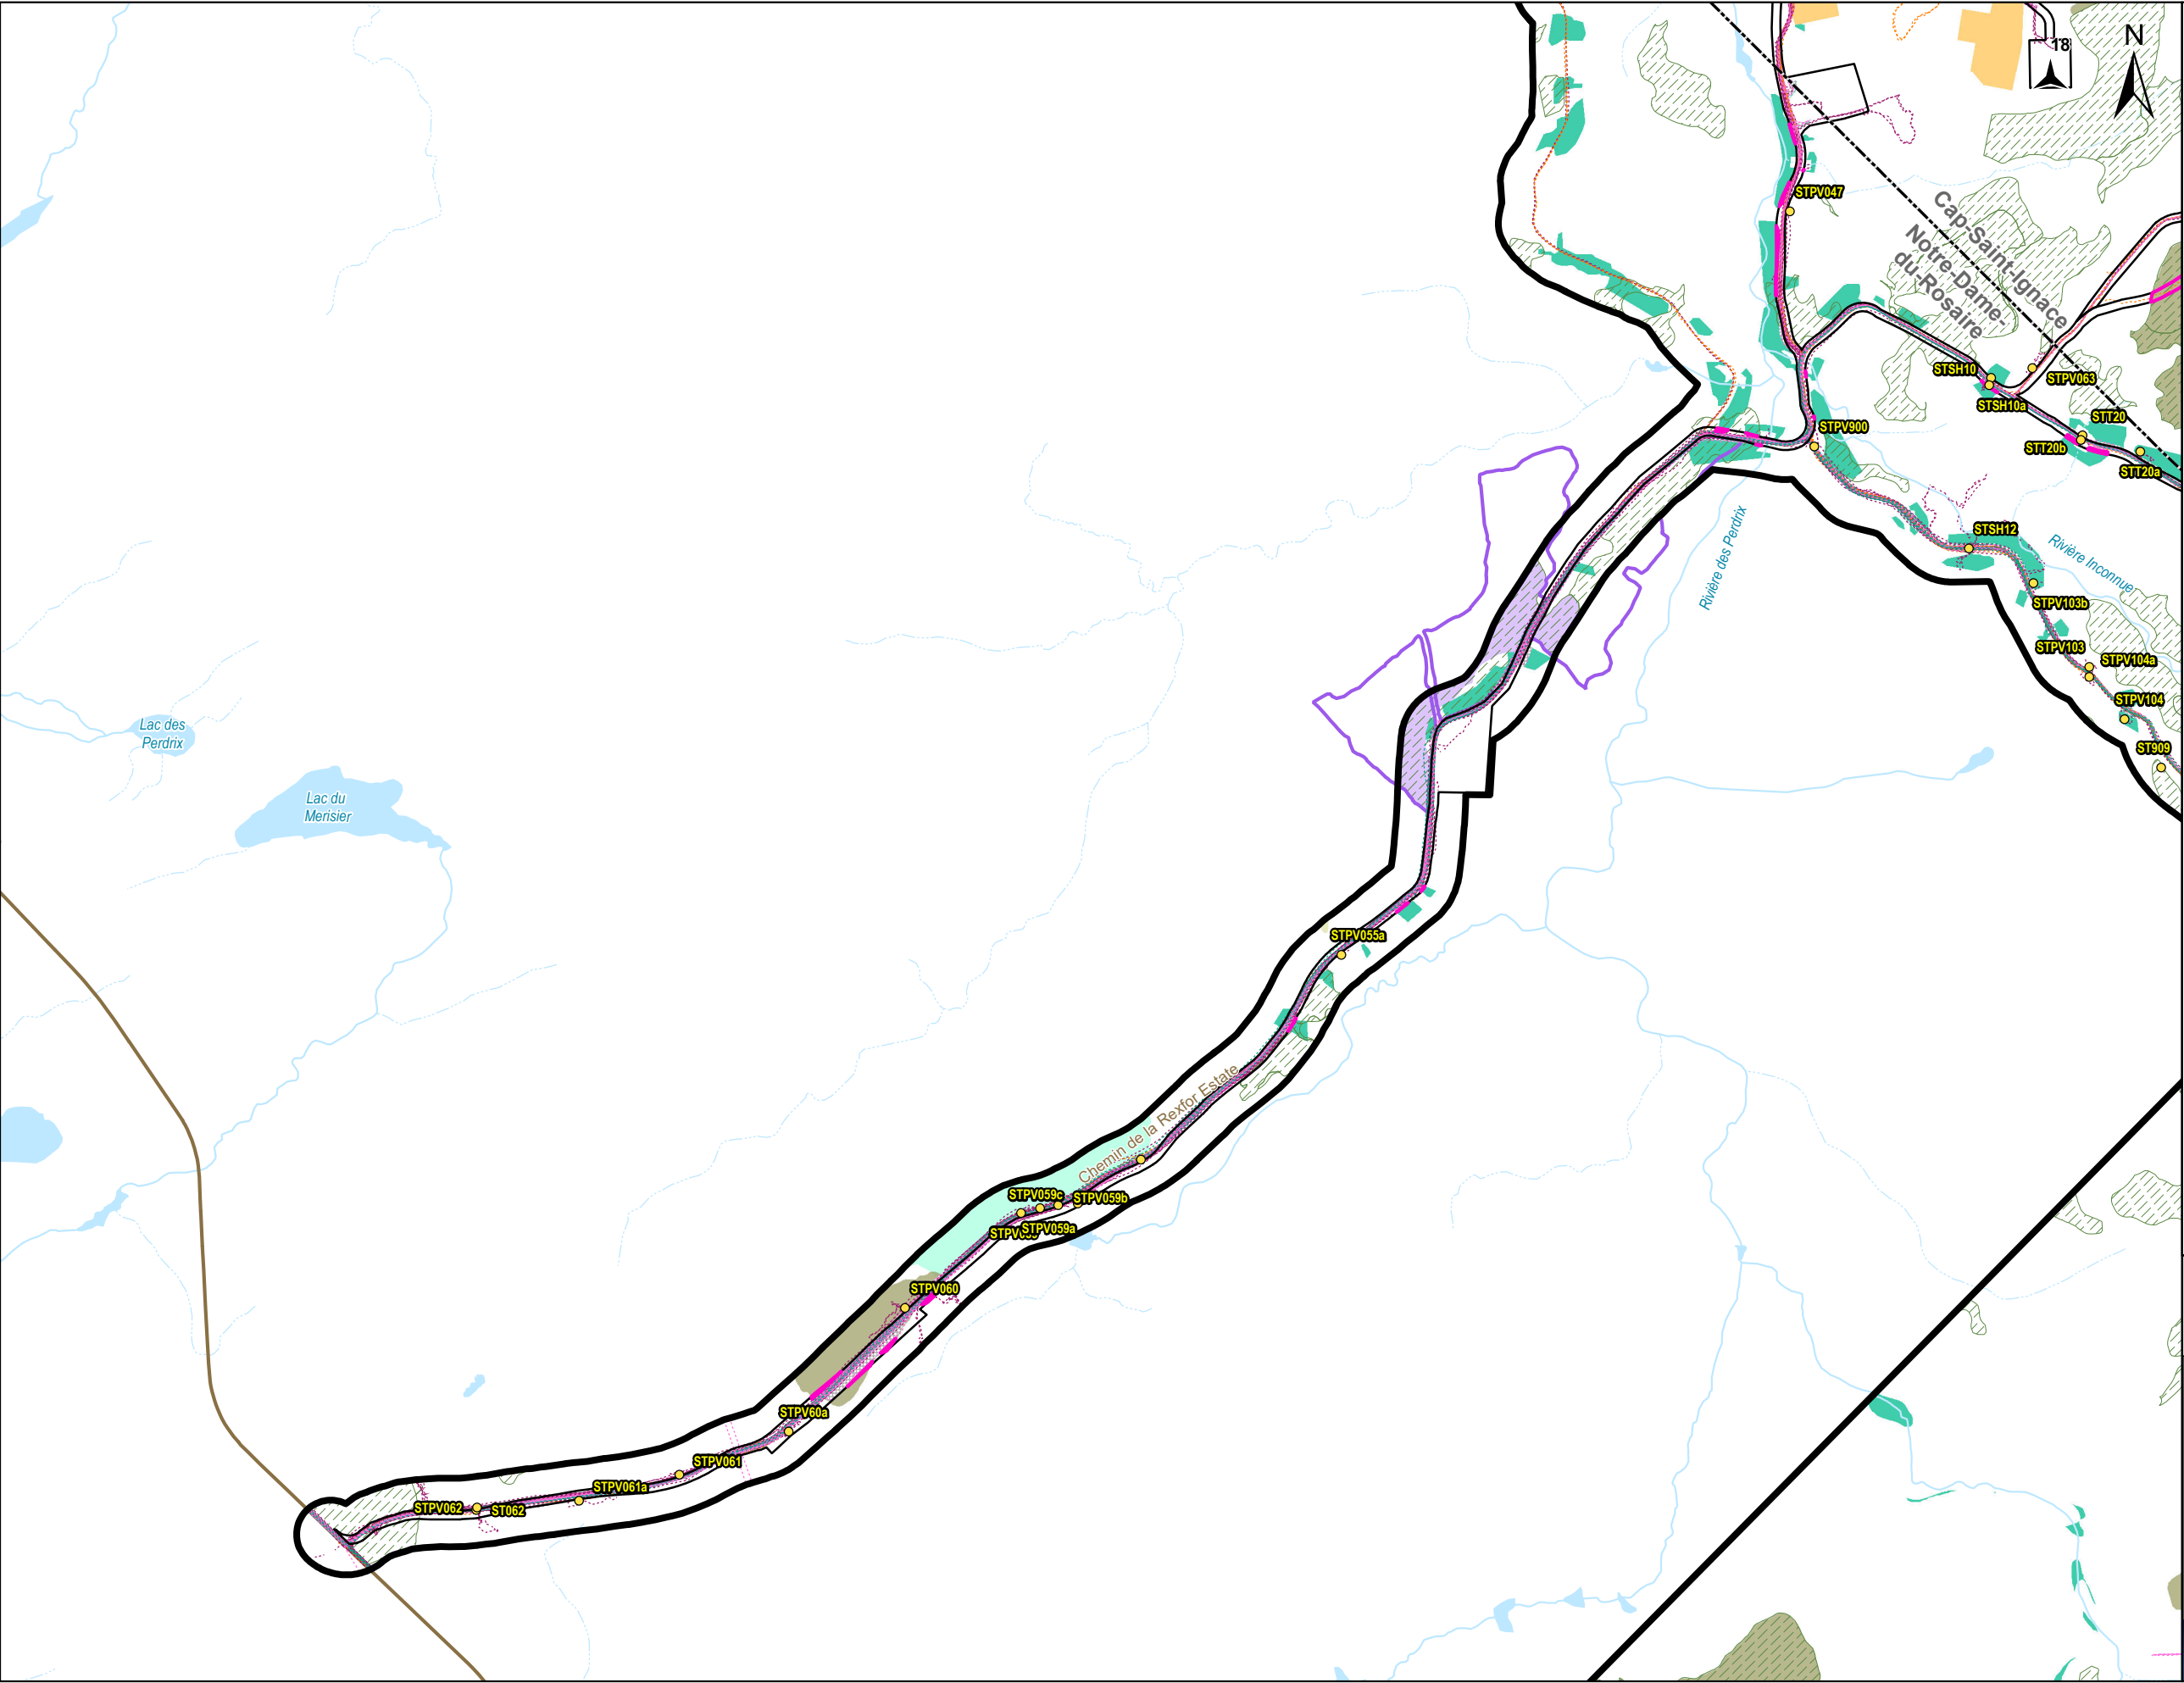 18
N
STPV047
Cap-Saint-Ignace
Notre-Dame-
du-Rosaire
STSH10
STPV063
STSH10a
STT20
STPV900
STT20b
STT20a
Rivière des Perdrix
STSH12
Rivière Inconnue
STPV103b
STPV103
STPV104a
STPV104
ST909
Lac des
Perdrix
Lac du
Merisier
STPV055a
Chemin de la Rexfor Estate
STPV059c
STPV059b
STPV059a
STPV060
STPV60a
STPV061
STPV061a
STPV062
ST062